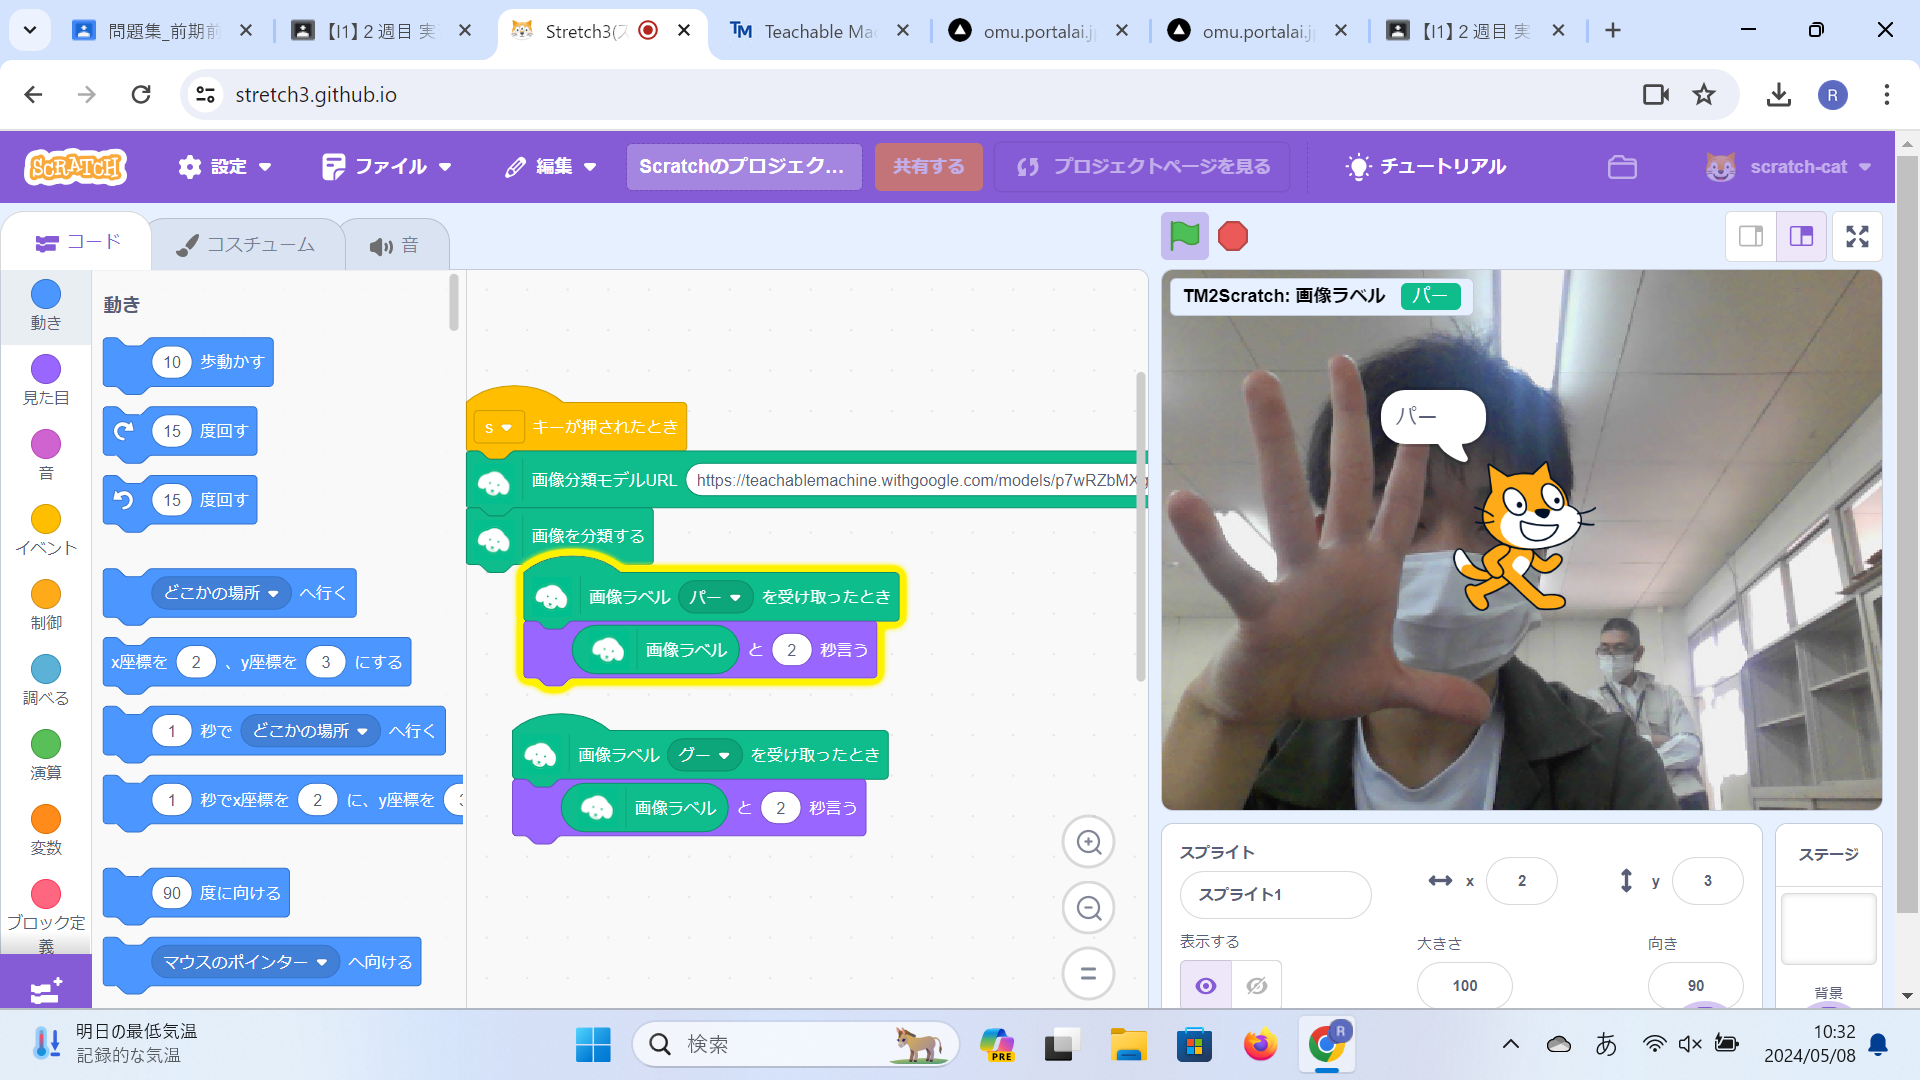 問題集_前期前
【I1】２週目 実
Stretch3(ス
Teachable Mac
omu.portalai.jp
omu.portalai.jp
【I1】２週目 実
stretch3.github.io
R
SCRATCH
設定
ファイル
編集
Scratchのプロジェク...
共有する
プロジェクトページを見る
チュートリアル
scratch-cat
コード
コスチューム
音
動き
見た目
音
イベント
制御
調べる
演算
変数
ブロック定義
動き
10 歩動かす
15 度回す
15 度回す
どこかの場所 へ行く
x座標を 2 、y座標を 3 にする
1 秒で どこかの場所 へ行く
1 秒でx座標を 2 に、y座標を
90 度に向ける
マウスのポインター へ向ける
s キーが押されたとき
画像分類モデルURL https://teachablemachine.withgoogle.com/models/p7wRZbMX
画像を分類する
画像ラベル パー を受け取ったとき
画像ラベル と 2 秒言う
画像ラベル グー を受け取ったとき
画像ラベル と 2 秒言う
TM2Scratch: 画像ラベル パー
パー
スプライト
スプライト1
x 2
y 3
表示する
大きさ
100
向き
90
ステージ
背景
明日の最低気温
記録的な気温
検索
PRE
R
あ
10:32
2024/05/08